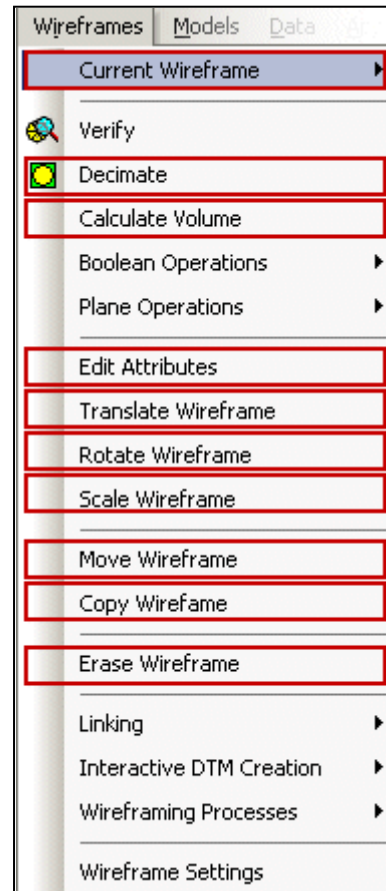 Wireframes Models Data
Current Wireframe
Verify
Decimate
Calculate Volume
Boolean Operations
Plane Operations
Edit Attributes
Translate Wireframe
Rotate Wireframe
Scale Wireframe
Move Wireframe
Copy Wirefame
Erase Wireframe
Linking
Interactive DTM Creation
Wireframing Processes
Wireframe Settings